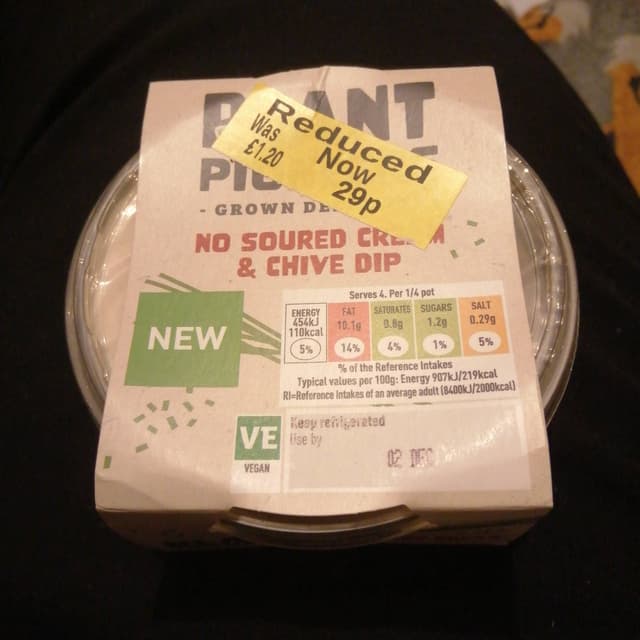 P ANT
Reduced
Was
Now
£1.20
29p
PI
- GROWN DE
NO SOURED CREAM
& CHIVE DIP
NEW
Serves 4. Per 1/4 pot
ENERGY 454kJ 110kcal 5%
FAT 10.1g 14%
SATURATES 0.8g 4%
SUGARS 1.2g 1%
SALT 0.29g 5%
% of the Reference Intakes
Typical values per 100g: Energy 907kJ/219kcal
RI=Reference Intakes of an average adult (8400kJ/2000kcal)
VE
VEGAN
Keep refrigerated
Use by
02 DEC